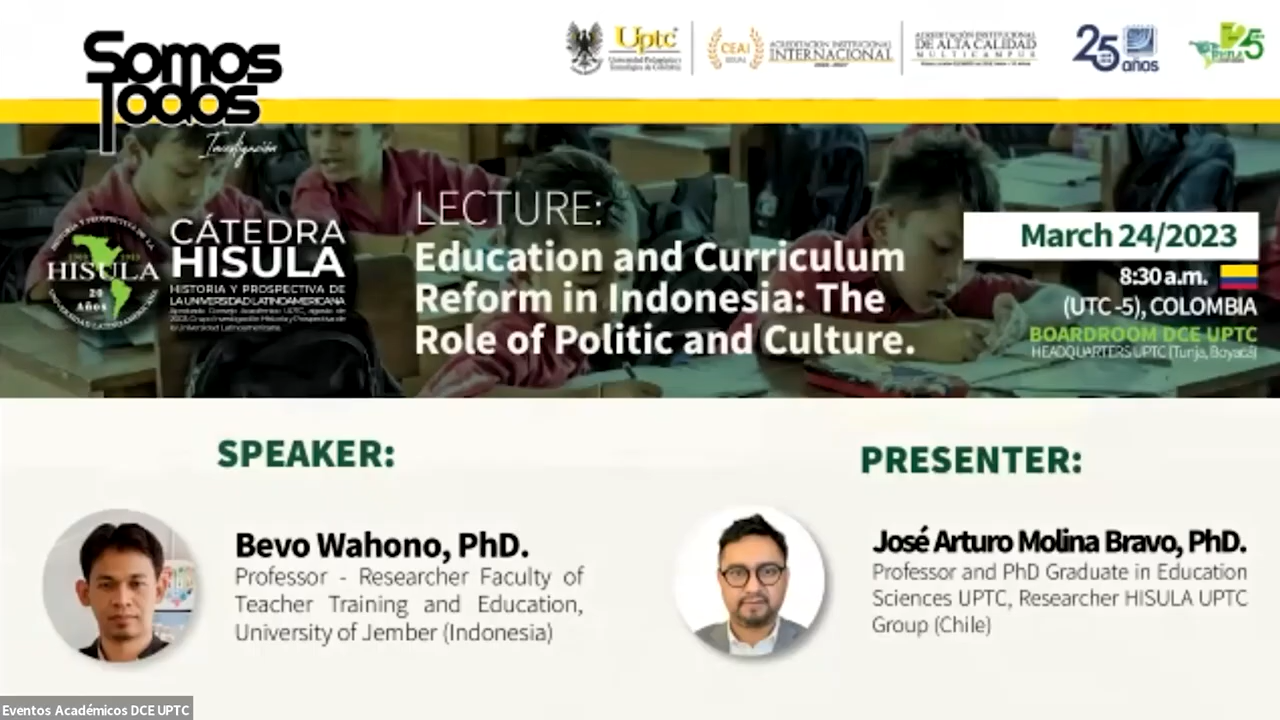 Somos
Todos
Investigación
Uptc
Universidad Pedagógica y
Tecnológica de Colombia
CEAI
ACREDITACIÓN INSTITUCIONAL
INTERNACIONAL
ACREDITACIÓN INSTITUCIONAL
DE ALTA CALIDAD
MULTICAMPUS
25
años
25
HISULA
20
Años
CÁTEDRA
HISULA
HISTORIA Y PROSPECTIVA DE
LA UNIVERSIDAD LATINOAMERICANA
LECTURE:
Education and Curriculum
Reform in Indonesia: The
Role of Politic and Culture.
March 24/2023
8:30 a.m.
(UTC -5), COLOMBIA
BOARDROOM DCE UPTC
HEADQUARTERS UPTC (Tunja, Boyacá)
SPEAKER:
Bevo Wahono, PhD.
Professor - Researcher Faculty of
Teacher Training and Education,
University of Jember (Indonesia)
PRESENTER:
José Arturo Molina Bravo, PhD.
Professor and PhD Graduate in Education
Sciences UPTC, Researcher HISULA UPTC
Group (Chile)
Eventos Académicos DCE UPTC